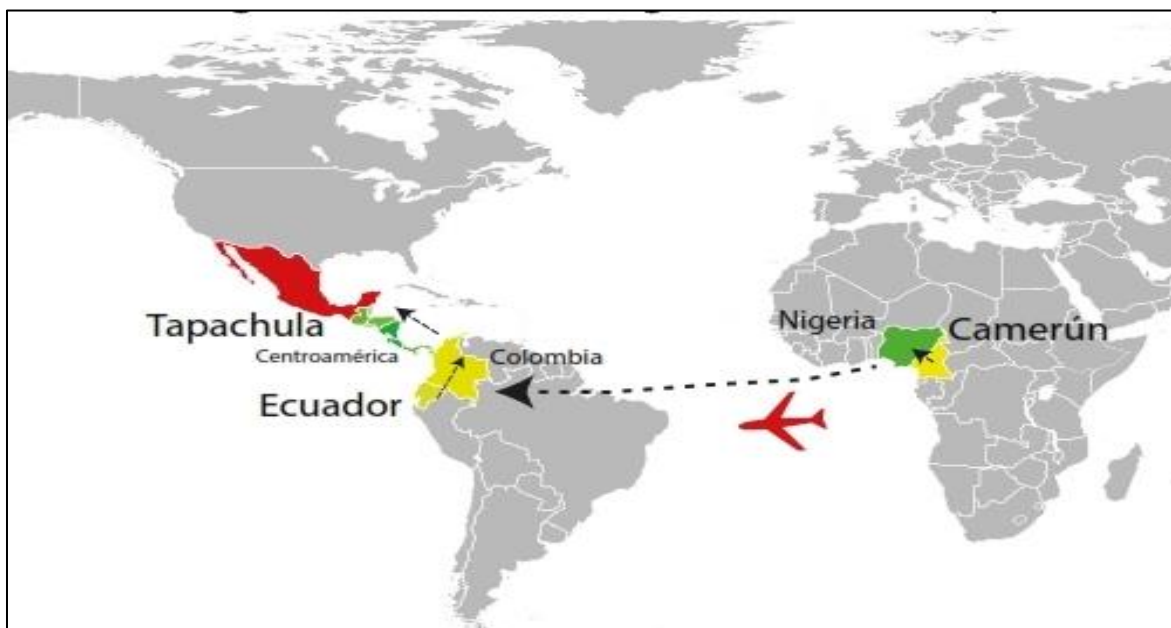 Tapachula
Centroamérica
Colombia
Ecuador
Nigeria
Camerún